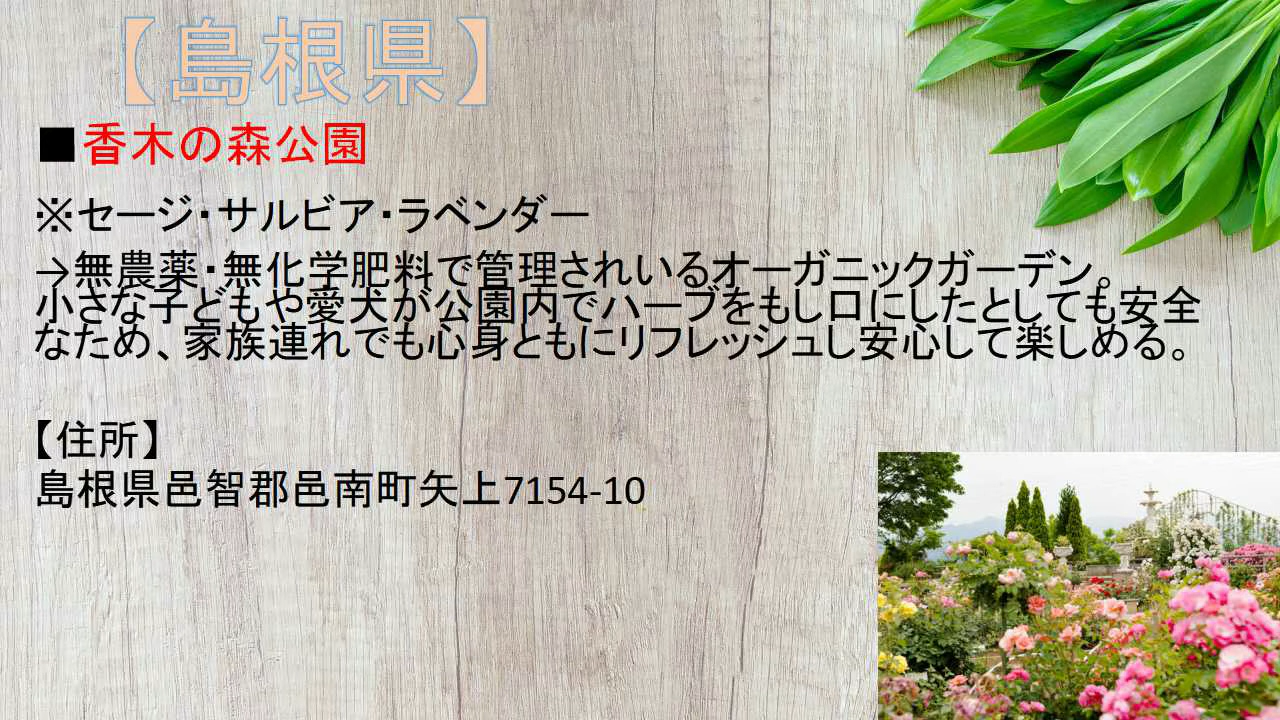 【島根県】
■香木の森公園
※セージ・サルビア・ラベンダー
→無農薬・無化学肥料で管理されいるオーガニックガーデン。
小さな子どもや愛犬が公園内でハーブをもし口にしたとしても安全
なため、家族連れでも心身ともにリフレッシュし安心して楽しめる。
【住所】
島根県邑智郡邑南町矢上7154-10